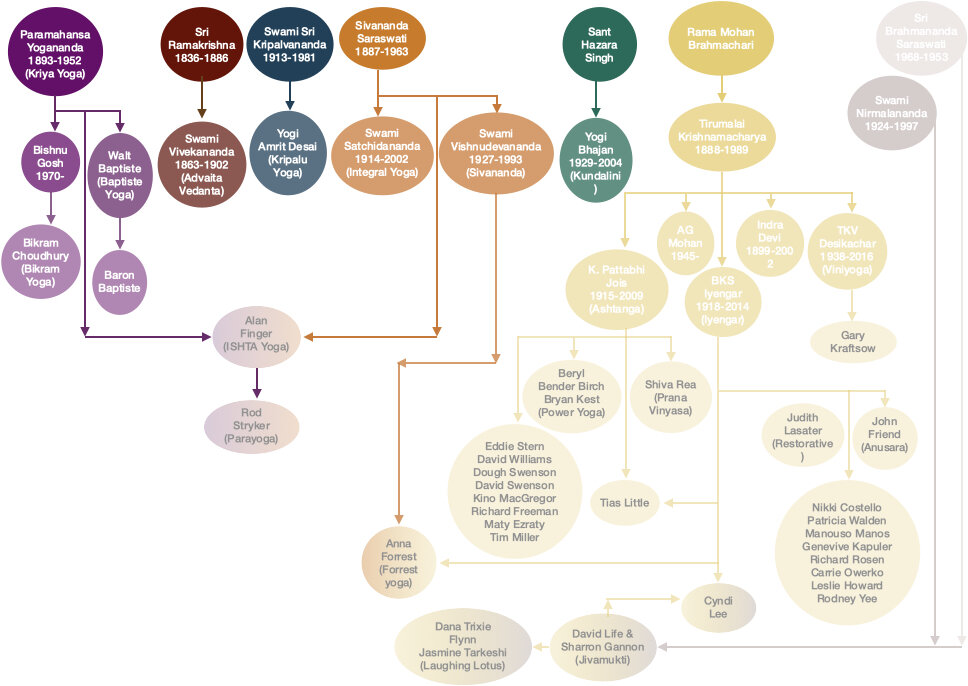 Paramahansa
Yogananda
1893-1952
(Kriya Yoga)
Sri
Ramakrishna
1836-1886
Swami Sri
Kripalvananda
1913-1981
Sivananda
Saraswati
1887-1963
Sant
Hazara
Singh
Rama Mohan
Brahmachari
Sri
Brahmananda
Saraswati
1968-1953
Swami
Nirmalananda
1924-1997
Bishnu
Gosh
1970-
Walt
Baptiste
(Baptiste
Yoga)
Swami
Vivekananda
1863-1902
(Advaita
Vedanta)
Yogi
Amrit Desai
(Kripalu
Yoga)
Swami
Satchidananda
1914-2002
(Integral Yoga)
Swami
Vishnudevananda
1927-1993
(Sivananda)
Yogi
Bhajan
1929-2004
(Kundalini
)
Tirumalai
Krishnamacharya
1888-1989
Bikram
Choudhury
(Bikram
Yoga)
Baron
Baptiste
K. Pattabhi
Jois
1915-2009
(Ashtanga)
AG
Mohan
1945-
BKS
Iyengar
1918-2014
(Iyengar)
Indra
Devi
1899-200
2
TKV
Desikachar
1938-2016
(Viniyoga)
Gary
Kraftsow
Alan
Finger
(ISHTA Yoga)
Rod
Stryker
(Parayoga)
Beryl
Bender Birch
Bryan Kest
(Power Yoga)
Shiva Rea
(Prana
Vinyasa)
Judith
Lasater
(Restorative
)
John
Friend
(Anusara)
Eddie Stern
David Williams
Dough Swenson
David Swenson
Kino MacGregor
Richard Freeman
Maty Ezraty
Tim Miller
Tias Little
Nikki Costello
Patricia Walden
Manouso Manos
Genevive Kapuler
Richard Rosen
Carrie Owerko
Leslie Howard
Rodney Yee
Anna
Forrest
(Forrest
yoga)
Cyndi
Lee
Dana Trixie
Flynn
Jasmine Tarkeshi
(Laughing Lotus)
David Life &
Sharron Gannon
(Jivamukti)